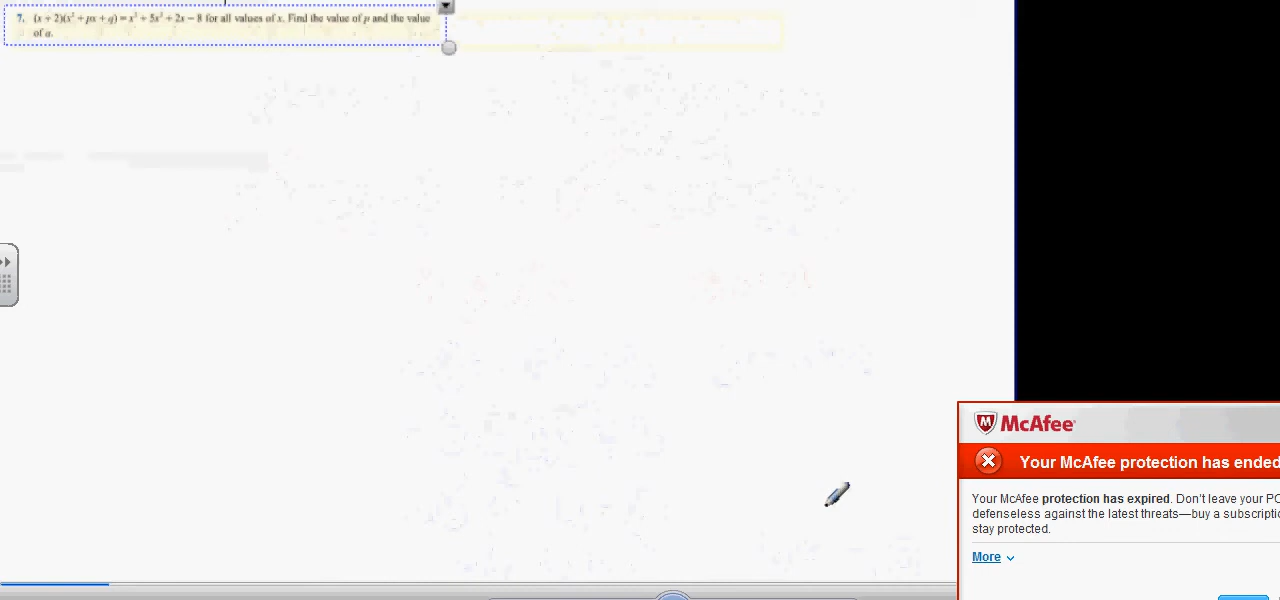 7. (x + 2)(x² + px + q) = x³ + 5x² + 2x − 8 for all values of x. Find the value of p and the value
of q.
McAfee
Your McAfee protection has ended
Your McAfee protection has expired. Don't leave your PC
defenseless against the latest threats—buy a subscripti
stay protected.
More